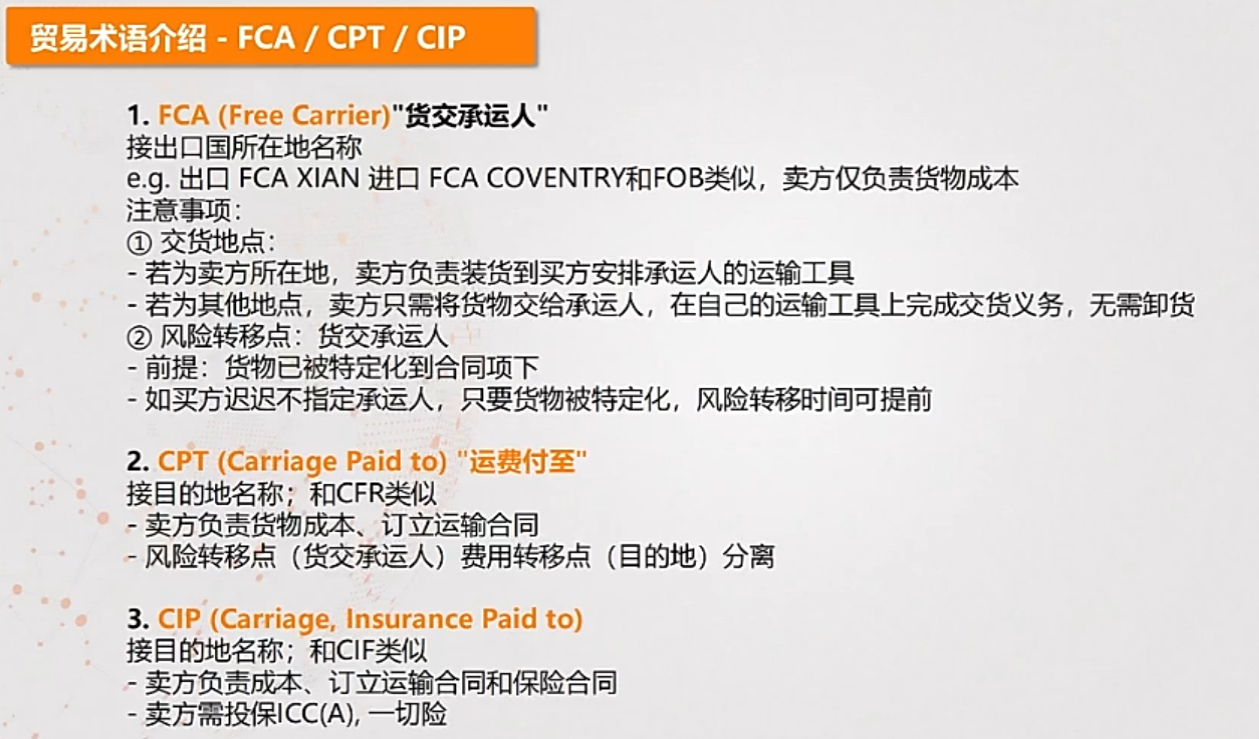 贸易术语介绍 - FCA / CPT / CIP
1. FCA (Free Carrier)"货交承运人"
接出口国所在地名称
e.g. 出口 FCA XIAN 进口 FCA COVENTRY和FOB类似，卖方仅负责货物成本
注意事项：
① 交货地点：
- 若为卖方所在地，卖方负责装货到买方安排承运人的运输工具
- 若为其他地点，卖方只需将货物交给承运人，在自己的运输工具上完成交货义务，无需卸货
② 风险转移点：货交承运人
- 前提：货物已被特定化到合同项下
- 如买方迟迟不指定承运人，只要货物被特定化，风险转移时间可提前
2. CPT (Carriage Paid to) "运费付至"
接目的地名称；和CFR类似
- 卖方负责货物成本、订立运输合同
- 风险转移点（货交承运人）费用转移点（目的地）分离
3. CIP (Carriage, Insurance Paid to)
接目的地名称；和CIF类似
- 卖方负责成本、订立运输合同和保险合同
- 卖方需投保ICC(A), 一切险